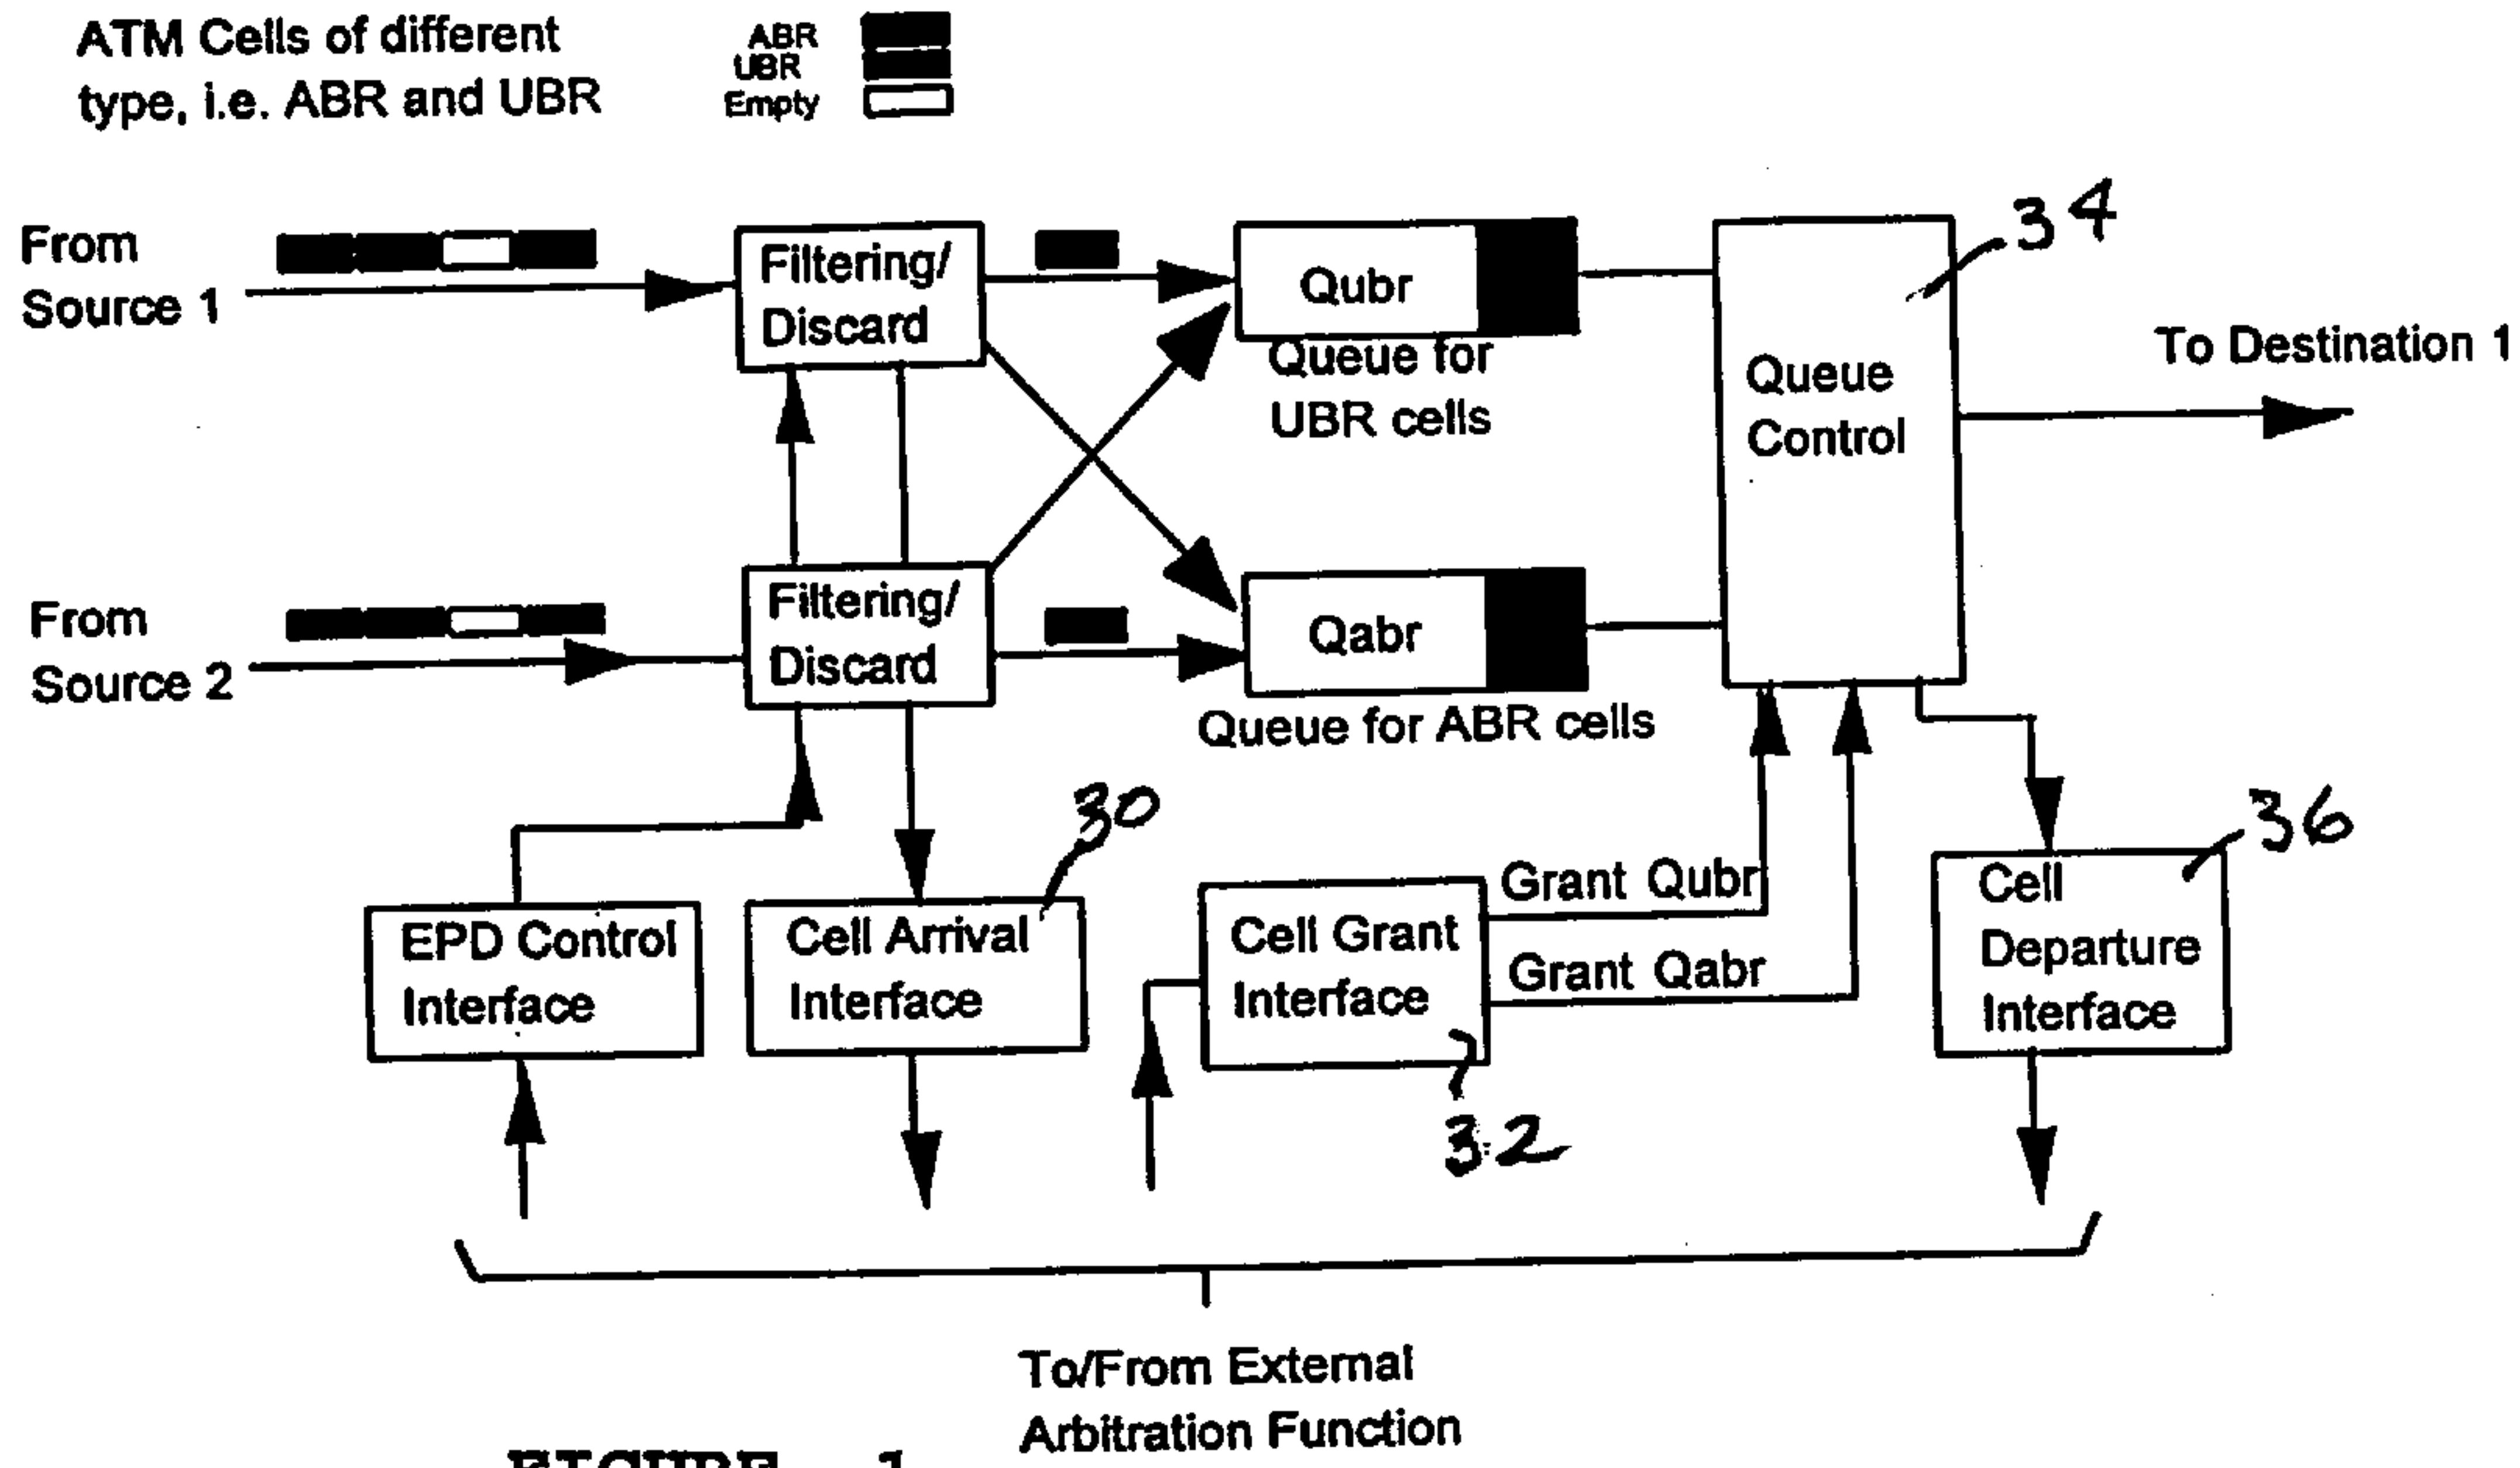 ATM Cells of different
type, i.e. ABR and UBR
ABR
UBR
Empty
From
Source 1
Filtering/
Discard
Qubr
Queue for
UBR cells
Queue
Control
34
To Destination 1
From
Source 2
Filtering/
Discard
Qabr
Queue for ABR cells
EPD Control
Interface
Cell Arrival
Interface
30
Cell Grant
Interface
32
Grant Qubr
Grant Qabr
Cell
Departure
Interface
36
To/From External
Arbitration Function
FIGURE 1